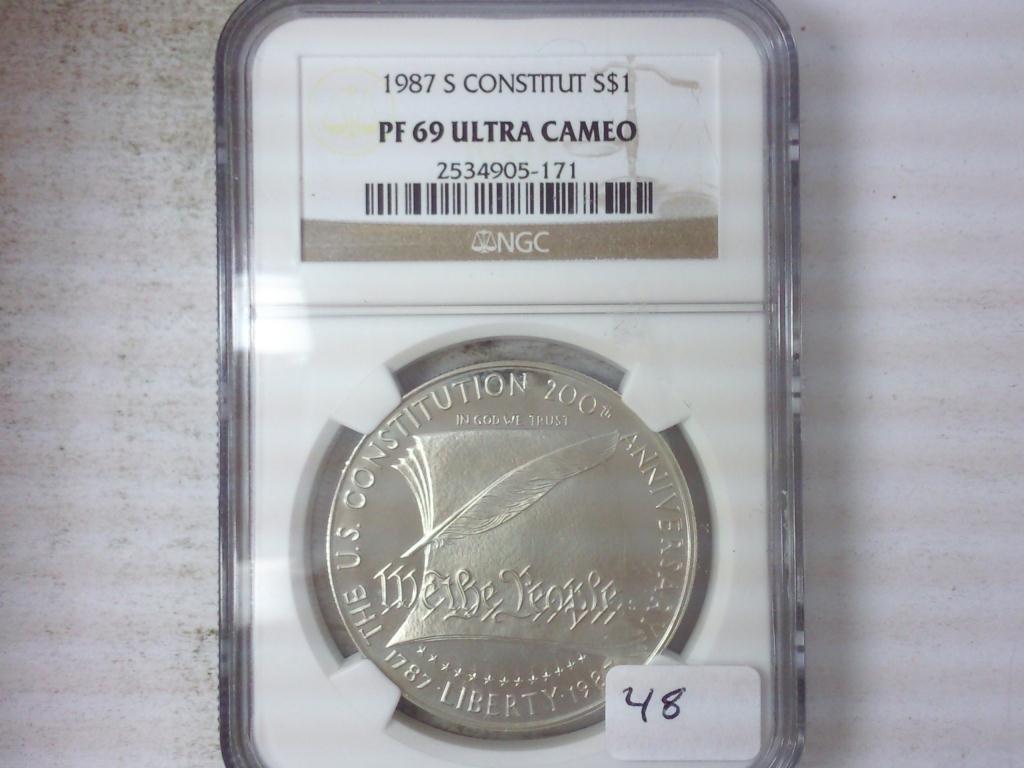 1987 S CONSTITUT S$1
PF 69 ULTRA CAMEO
2534905-171
NGC
THE U.S. CONSTITUTION 200TH ANNIVERSARY
IN GOD WE TRUST
We the People
S
1787 · LIBERTY · 1987
48